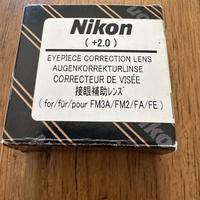 Nikon
( +2.0 )
EYEPIECE CORRECTION LENS
AUGENKORREKTURLINSE
CORRECTEUR DE VISÉE
接眼補助レンズ
( for/für/pour FM3A/FM2/FA/FE )